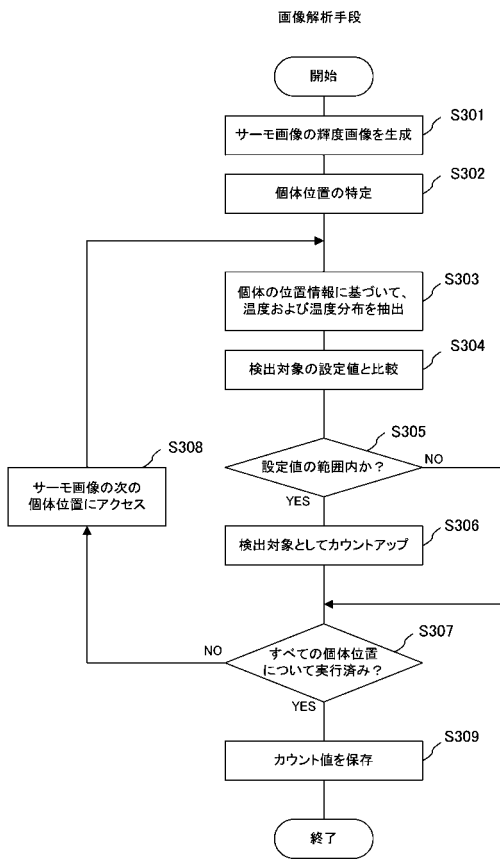 画像解析手段
開始
S301
サーモ画像の輝度画像を生成
S302
個体位置の特定
S303
個体の位置情報に基づいて、
温度および温度分布を抽出
S304
検出対象の設定値と比較
S305
設定値の範囲内か?
NO
YES
S308
サーモ画像の次の
個体位置にアクセス
S306
検出対象としてカウントアップ
S307
すべての個体位置
について実行済み?
NO
YES
S309
カウント値を保存
終了